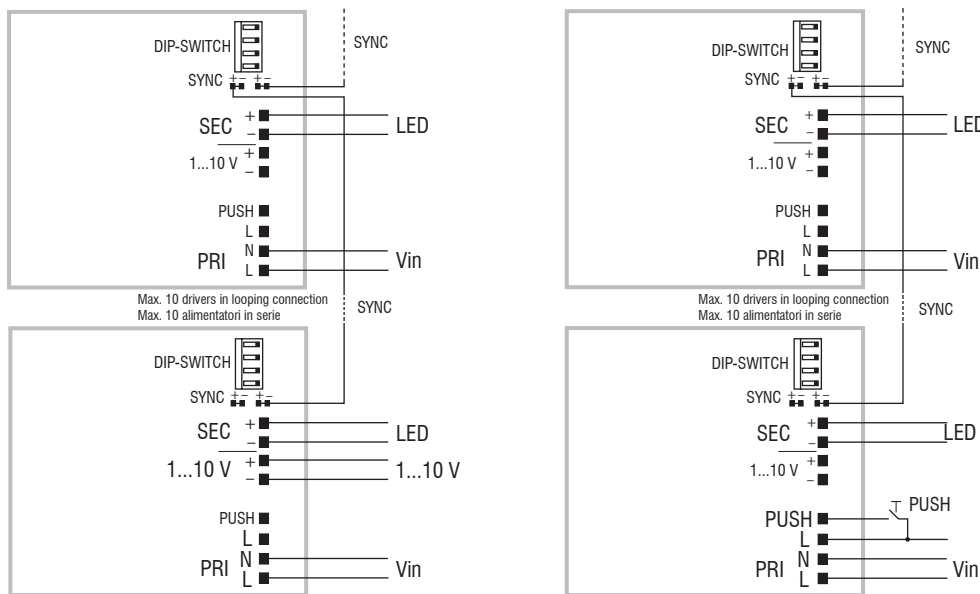 DIP-SWITCH
SYNC
SYNC + - + -
SEC + - LED
1...10 V + -
PUSH
L
PRI N L Vin
Max. 10 drivers in looping connection
Max. 10 alimentatori in serie
SYNC
DIP-SWITCH
SYNC + - + -
SEC + - LED
1...10 V + - 1...10 V
PUSH
L
PRI N L Vin
DIP-SWITCH
SYNC
SYNC + - + -
SEC + - LED
1...10 V + -
PUSH
L
PRI N L Vin
Max. 10 drivers in looping connection
Max. 10 alimentatori in serie
SYNC
DIP-SWITCH
SYNC + - + -
SEC + - LED
1...10 V + -
PUSH PUSH
L
PRI N L Vin